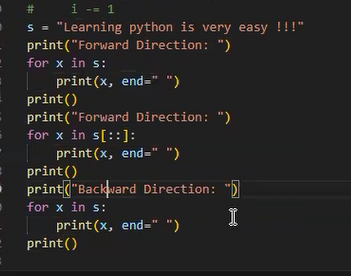 #     i -= 1
s = "Learning python is very easy !!!"
print("Forward Direction: ")
for x in s:
    print(x, end=" ")
print()
print("Forward Direction: ")
for x in s[::]:
    print(x, end=" ")
print()
print("Backward Direction: ")
for x in s:
    print(x, end=" ")
print()